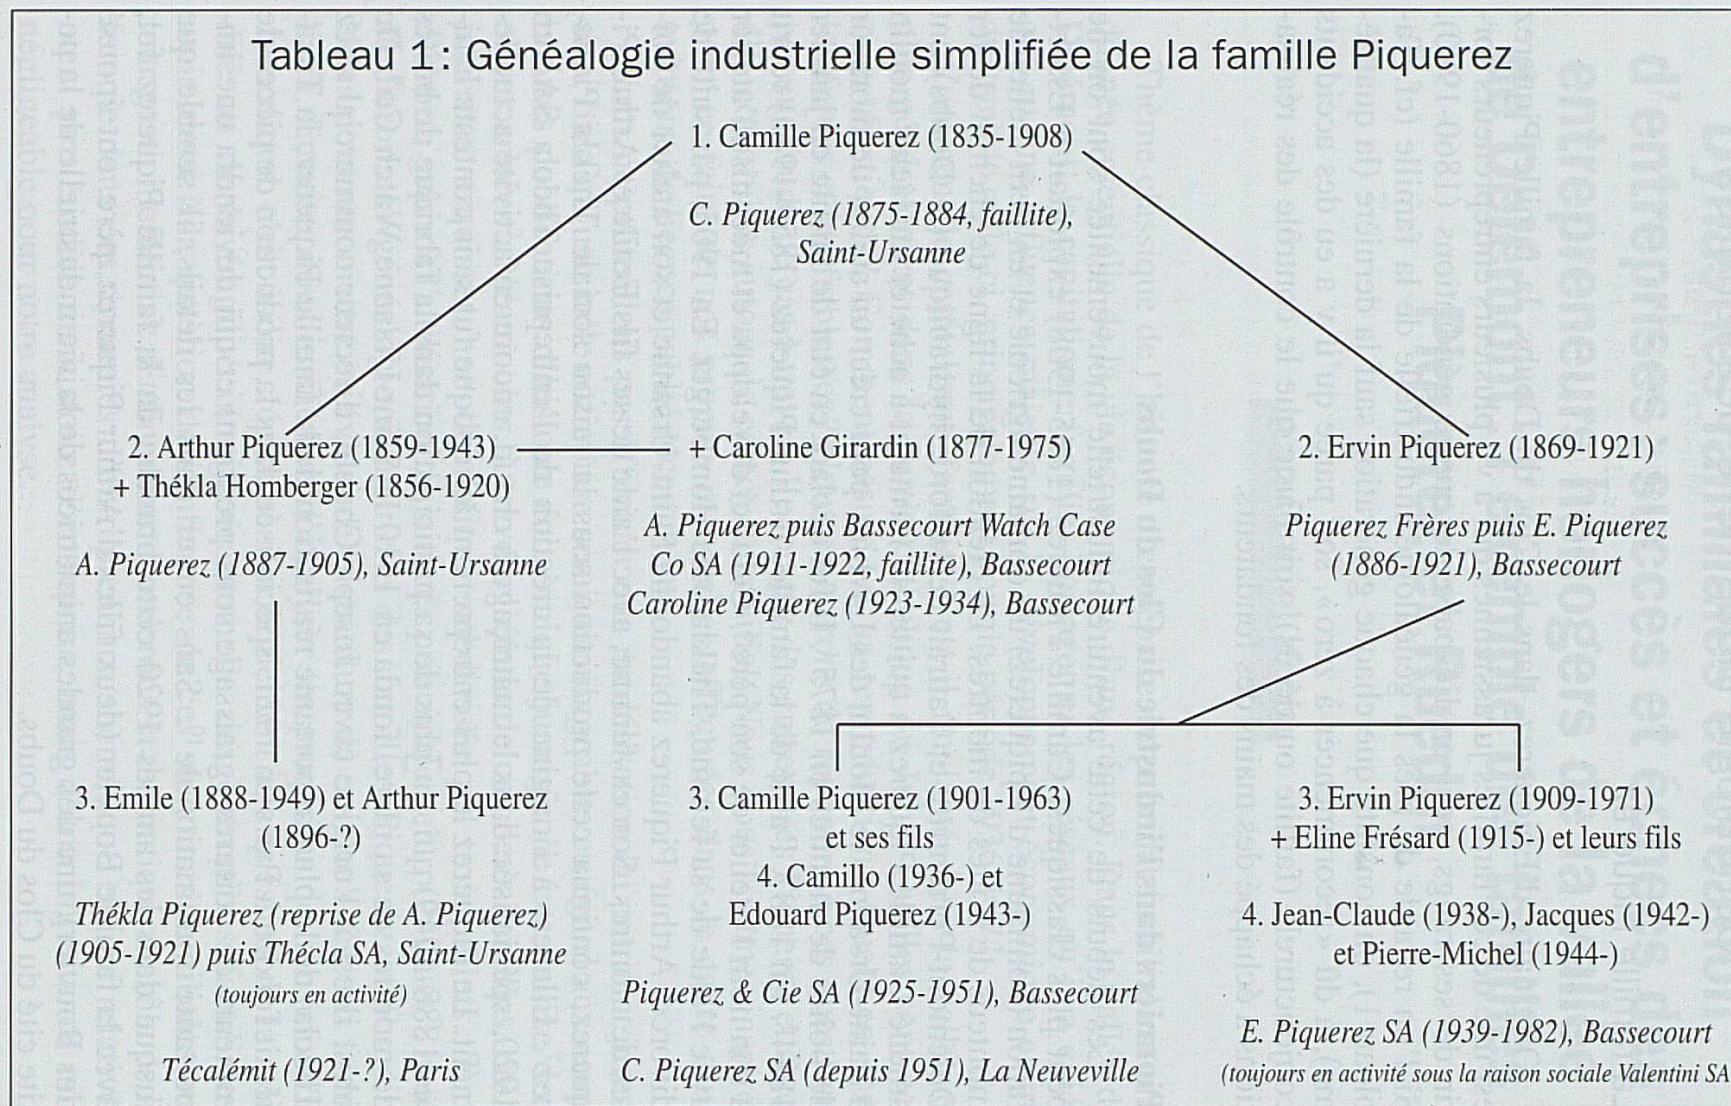 Tableau 1: Généalogie industrielle simplifiée de la famille Piquerez
1. Camille Piquerez (1835-1908)
C. Piquerez (1875-1884, faillite),
Saint-Ursanne
2. Arthur Piquerez (1859-1943)
+ Thékla Homberger (1856-1920)
A. Piquerez (1887-1905), Saint-Ursanne
+ Caroline Girardin (1877-1975)
A. Piquerez puis Bassecourt Watch Case
Co SA (1911-1922, faillite), Bassecourt
Caroline Piquerez (1923-1934), Bassecourt
2. Ervin Piquerez (1869-1921)
Piquerez Frères puis E. Piquerez
(1886-1921), Bassecourt
3. Emile (1888-1949) et Arthur Piquerez
(1896-?)
Thékla Piquerez (reprise de A. Piquerez)
(1905-1921) puis Thécla SA, Saint-Ursanne
(toujours en activité)
Técalémit (1921-?), Paris
3. Camille Piquerez (1901-1963)
et ses fils
4. Camillo (1936-) et
Edouard Piquerez (1943-)
Piquerez & Cie SA (1925-1951), Bassecourt
C. Piquerez SA (depuis 1951), La Neuveville
3. Ervin Piquerez (1909-1971)
+ Eline Frésard (1915-) et leurs fils
4. Jean-Claude (1938-), Jacques (1942-)
et Pierre-Michel (1944-)
E. Piquerez SA (1939-1982), Bassecourt
(toujours en activité sous la raison sociale Valentini SA